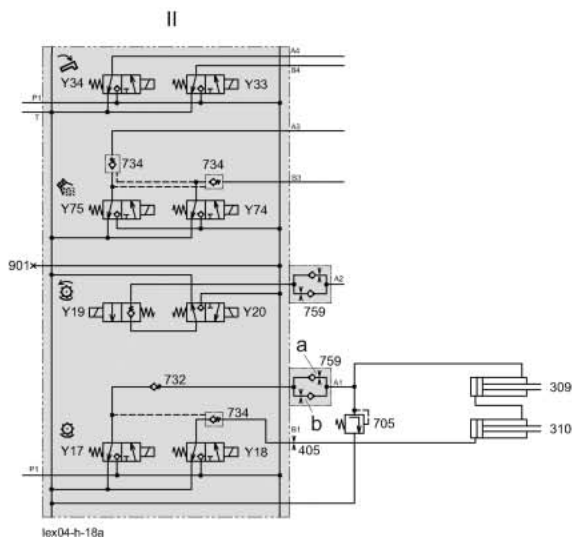 II
A4
B4
Y34
Y33
P1
T
A3
734
734
B3
Y75
Y74
901
A2
Y19
Y20
759
a
759
732
A1
309
b
734
705
B1
310
Y17
Y18
405
P1
lex04-h-18a